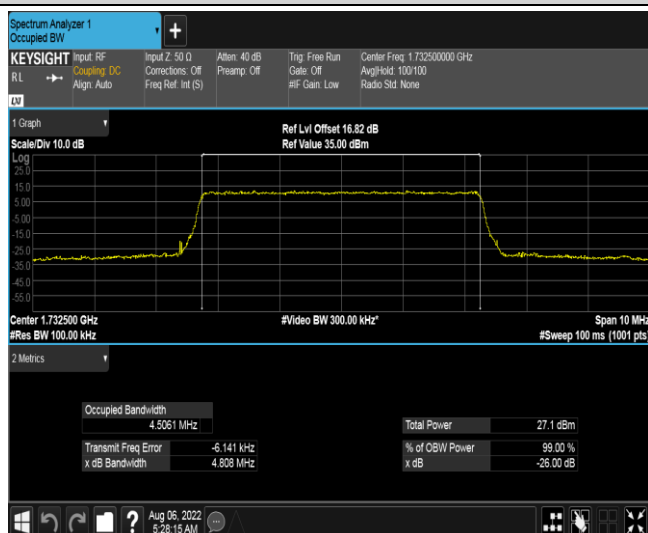 Spectrum Analyzer 1
Occupied BW
KEYSIGHT
R L
LXI
Input: RF
Coupling: DC
Align: Auto
Input Z: 50 Ω
Corrections: Off
Freq Ref: Int (S)
Atten: 40 dB
Preamp: Off
Trig: Free Run
Gate: Off
#IF Gain: Low
Center Freq: 1.732500000 GHz
Avg|Hold: 100/100
Radio Std: None
1 Graph
Scale/Div 10.0 dB
Ref Lvl Offset 16.82 dB
Ref Value 35.00 dBm
Log
25.0
15.0
5.00
-5.00
-15.0
-25.0
-35.0
-45.0
-55.0
Center 1.732500 GHz
#Res BW 100.00 kHz
#Video BW 300.00 kHz*
Span 10 MHz
#Sweep 100 ms (1001 pts)
2 Metrics
Occupied Bandwidth
4.5061 MHz
Transmit Freq Error -6.141 kHz
x dB Bandwidth 4.808 MHz
Total Power 27.1 dBm
% of OBW Power 99.00 %
x dB -26.00 dB
Aug 06, 2022
5:28:15 AM